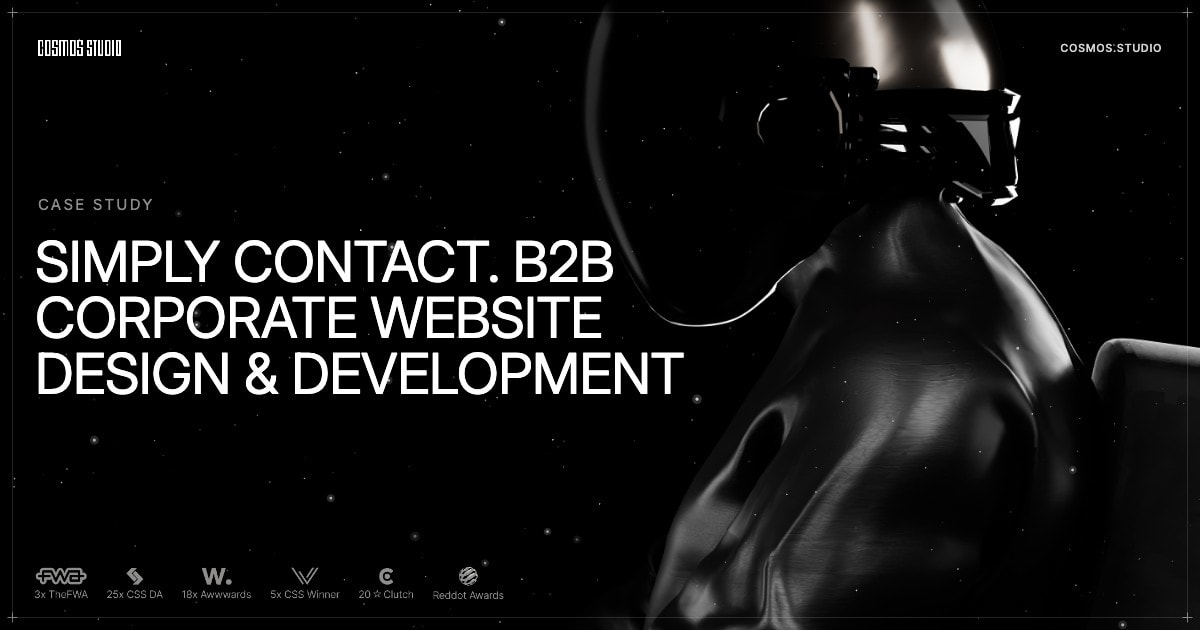 COSMOS STUDIO
COSMOS.STUDIO
CASE STUDY
SIMPLY CONTACT. B2B
CORPORATE WEBSITE
DESIGN & DEVELOPMENT
FWA
W.
3x TheFWA
25x CSS DA
18x Awwwards
5x CSS Winner
20 ☆ Clutch
Reddot Awards